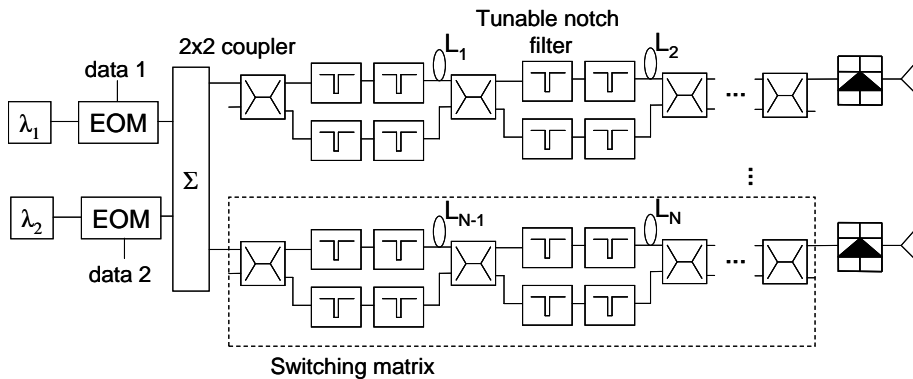 Tunable notch
filter
2x2 coupler
L1
L2
data 1
λ1
EOM
Σ
...
...
λ2
EOM
data 2
LN-1
LN
...
Switching matrix